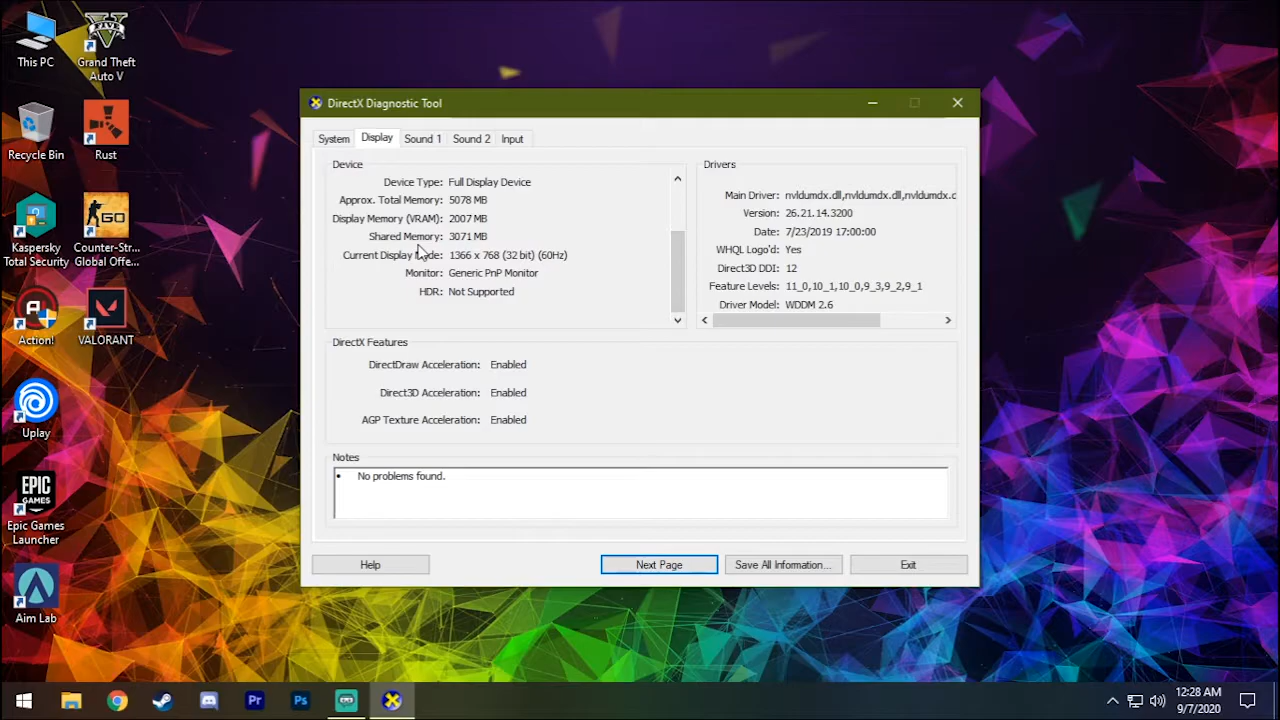 This PC
Grand Theft
Auto V
Recycle Bin
Rust
Kaspersky
Total Security
Counter-Str...
Global Offe...
Action!
VALORANT
Uplay
EPIC
GAMES
Epic Games
Launcher
Aim Lab
DirectX Diagnostic Tool
System
Display
Sound 1
Sound 2
Input
Device
Device Type: Full Display Device
Approx. Total Memory: 5078 MB
Display Memory (VRAM): 2007 MB
Shared Memory: 3071 MB
Current Display Mode: 1366 x 768 (32 bit) (60Hz)
Monitor: Generic PnP Monitor
HDR: Not Supported
Drivers
Main Driver: nvldumdx.dll,nvldumdx.dll,nvldumdx.c
Version: 26.21.14.3200
Date: 7/23/2019 17:00:00
WHQL Logo'd: Yes
Direct3D DDI: 12
Feature Levels: 11_0,10_1,10_0,9_3,9_2,9_1
Driver Model: WDDM 2.6
DirectX Features
DirectDraw Acceleration: Enabled
Direct3D Acceleration: Enabled
AGP Texture Acceleration: Enabled
Notes
• No problems found.
Help
Next Page
Save All Information...
Exit
Pr
Ps
12:28 AM
9/7/2020